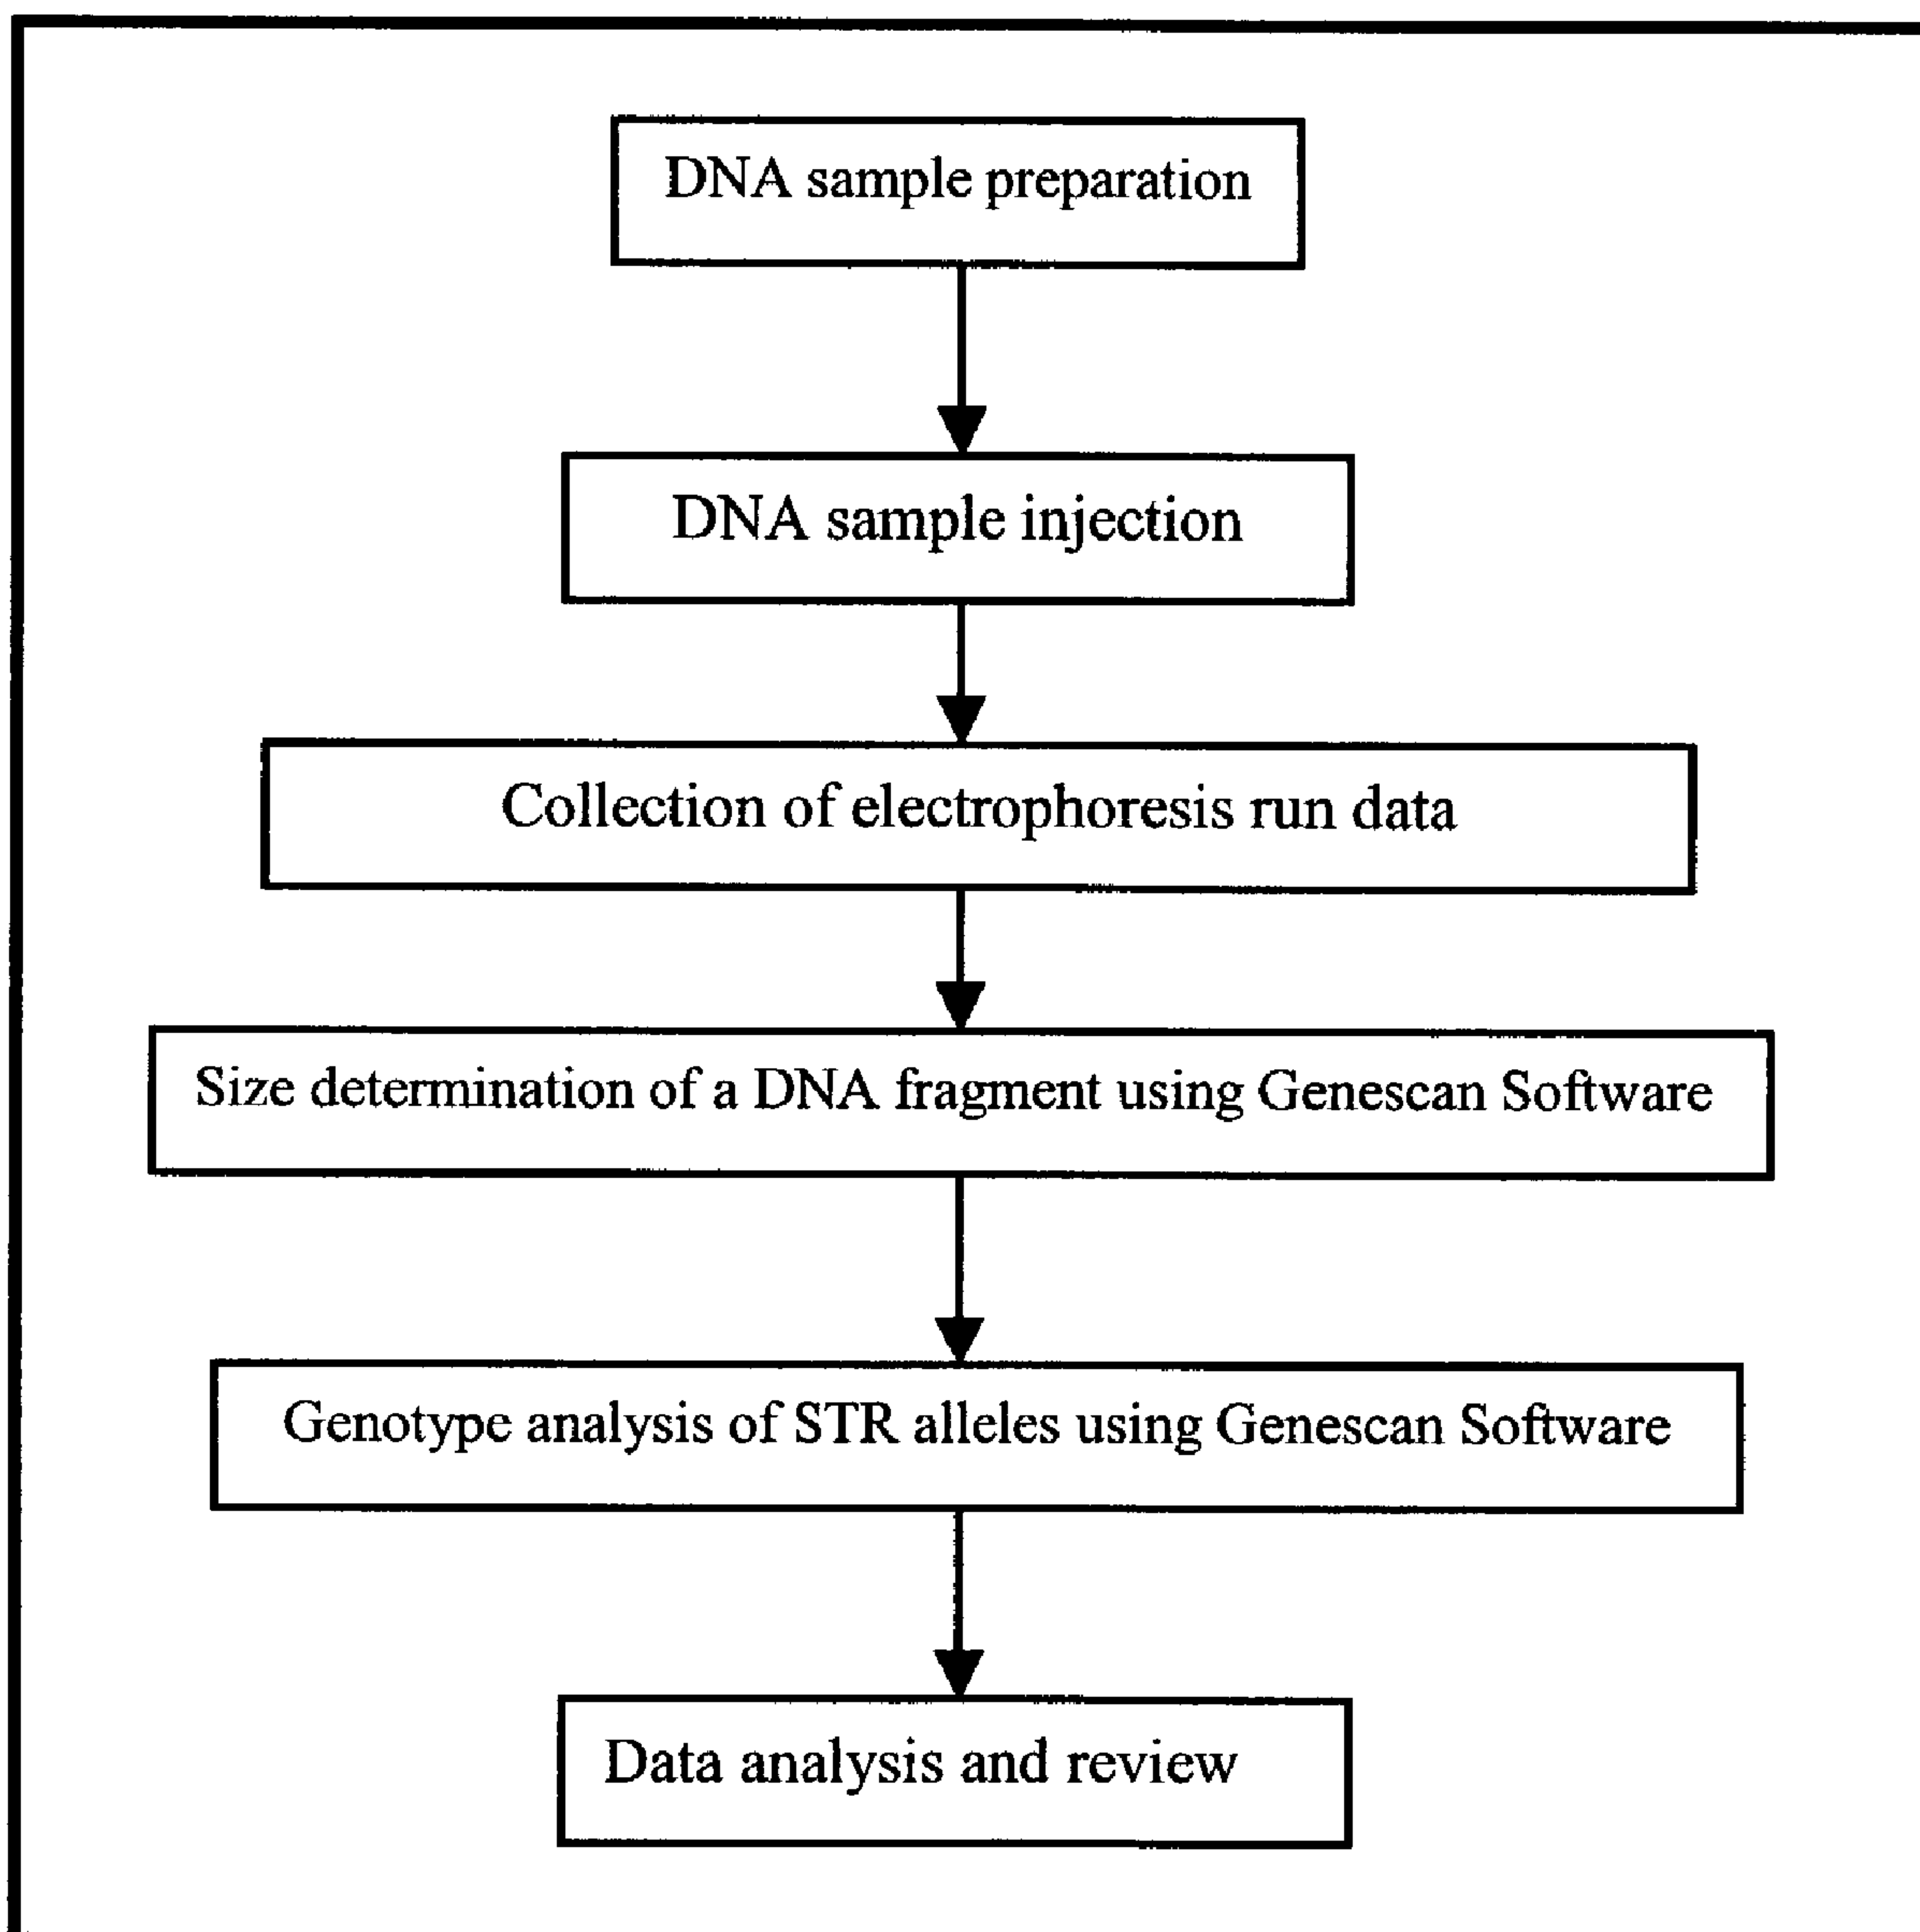 DNA sample preparation
DNA sample injection
Collection of electrophoresis run data
Size determination of a DNA fragment using Genescan Software
Genotype analysis of STR alleles using Genescan Software
Data analysis and review